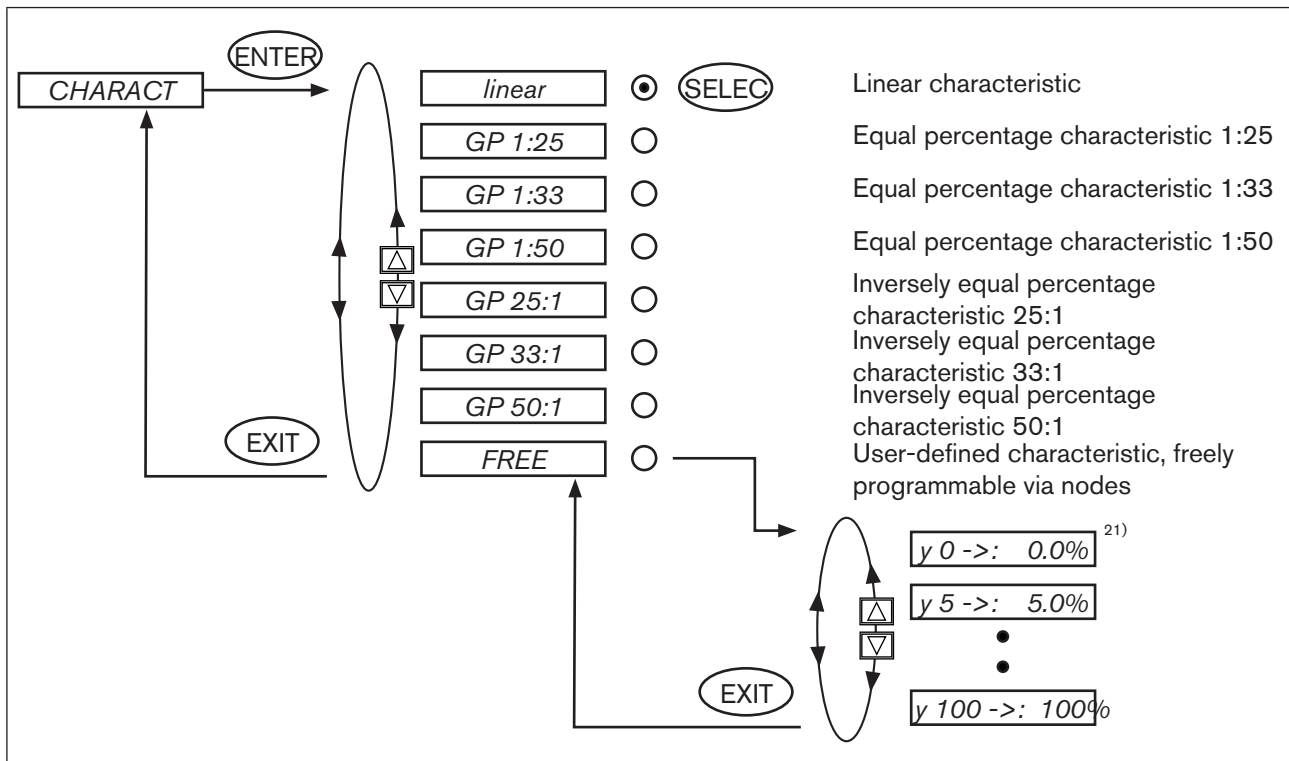 ENTER
CHARACT
linear
SELEC
Linear characteristic
GP 1:25
Equal percentage characteristic 1:25
GP 1:33
Equal percentage characteristic 1:33
GP 1:50
Equal percentage characteristic 1:50
GP 25:1
Inversely equal percentage
characteristic 25:1
GP 33:1
Inversely equal percentage
characteristic 33:1
GP 50:1
Inversely equal percentage
characteristic 50:1
EXIT
FREE
User-defined characteristic, freely
programmable via nodes
y 0 ->: 0.0% 21)
y 5 ->: 5.0%
EXIT
y 100 ->: 100%